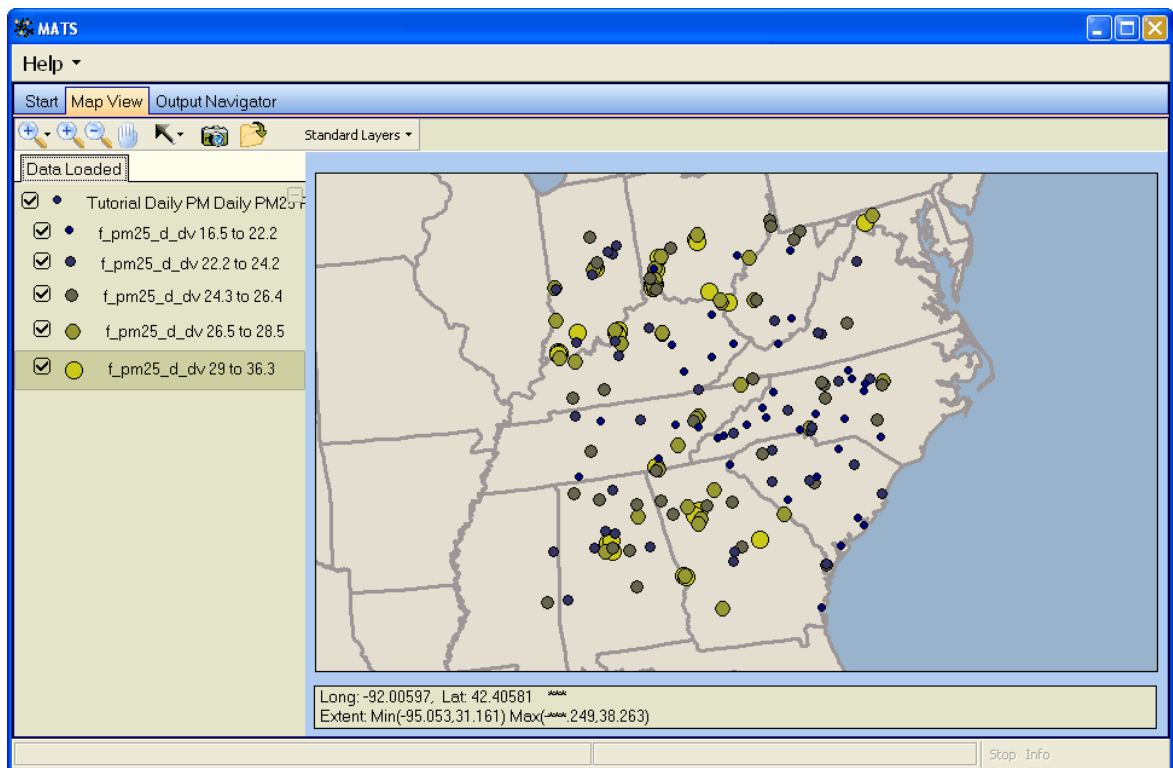 MATS
Help
Start Map View Output Navigator
Standard Layers
Data Loaded
Tutorial Daily PM Daily PM25
f_pm25_d_dv 16.5 to 22.2
f_pm25_d_dv 22.2 to 24.2
f_pm25_d_dv 24.3 to 26.4
f_pm25_d_dv 26.5 to 28.5
f_pm25_d_dv 29 to 36.3
Long: -92.00597, Lat: 42.40581 ***
Extent: Min(-95.053,31.161) Max(-***.249,38.263)
Stop Info